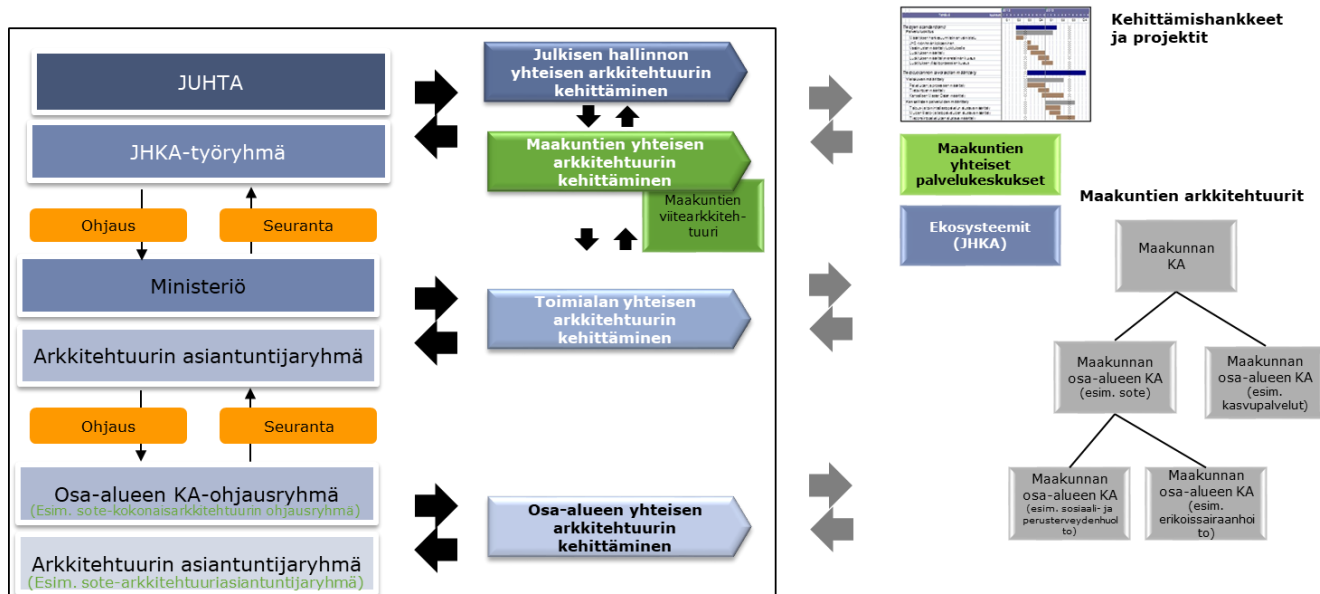 JUHTA
JHKA-työryhmä
Ohjaus
Seuranta
Ministeriö
Arkkitehtuurin asiantuntijaryhmä
Ohjaus
Seuranta
Osa-alueen KA-ohjausryhmä
(Esim. sote-kokonaisarkkitehtuurin ohjausryhmä)
Arkkitehtuurin asiantuntijaryhmä
(Esim. sote-arkkitehtuuriasiantuntijaryhmä)
Julkisen hallinnon
yhteisen arkkitehtuurin
kehittäminen
Maakuntien yhteisen
arkkitehtuurin
kehittäminen
Maakuntien
viitearkkiteh-
tuuri
Toimialan yhteisen
arkkitehtuurin
kehittäminen
Osa-alueen yhteisen
arkkitehtuurin
kehittäminen
Kehittämishankkeet
ja projektit
Maakuntien
yhteiset
palvelukeskukset
Ekosysteemit
(JHKA)
Maakuntien arkkitehtuurit
Maakunnan
KA
Maakunnan
osa-alueen KA
(esim. sote)
Maakunnan
osa-alueen KA
(esim.
kasvupalvelut)
Maakunnan
osa-alueen KA
(esim. sosiaali- ja
perusterveydenhuol
to)
Maakunnan
osa-alueen KA
(esim.
erikoissairaanhoi
to)